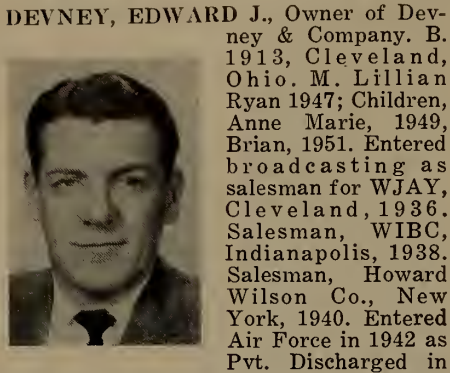 DEVNEY, EDWARD J., Owner of Dev-
ney & Company. B.
1913, Cleveland,
Ohio. M. Lillian
Ryan 1947; Children,
Anne Marie, 1949,
Brian, 1951. Entered
broadcasting as
salesman for WJAY,
Cleveland, 1936.
Salesman, WIBC,
Indianapolis, 1938.
Salesman, Howard
Wilson Co., New
York, 1940. Entered
Air Force in 1942 as
Pvt. Discharged in